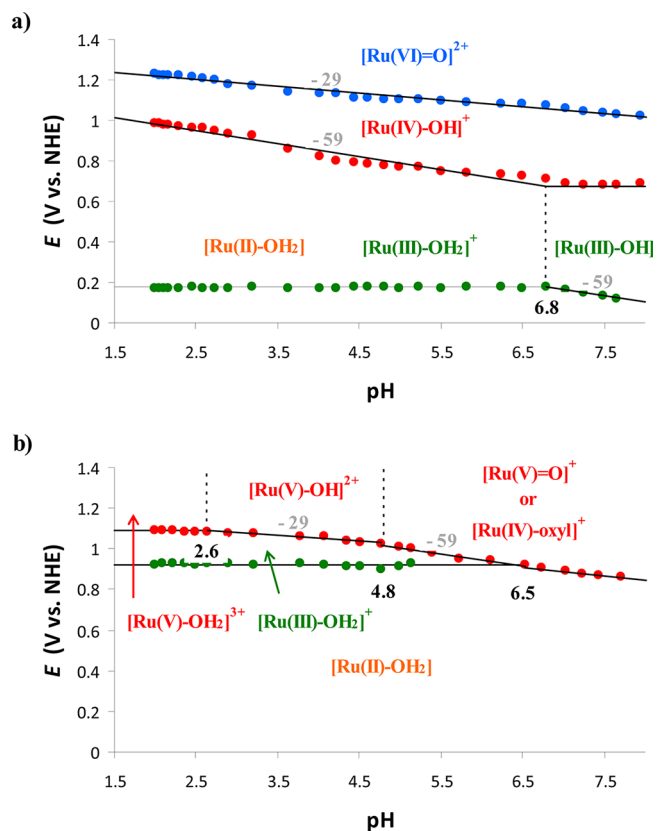 a)
1.4
1.2
1
0.8
0.6
0.4
0.2
0
E (V vs. NHE)
[Ru(VI)=O]2+
- 29
[Ru(IV)-OH]+
- 59
[Ru(II)-OH2]
[Ru(III)-OH2]+
[Ru(III)-OH]
- 59
6.8
1.5 2.5 3.5 4.5 5.5 6.5 7.5
pH
b)
1.4
1.2
1
0.8
0.6
0.4
0.2
0
E (V vs. NHE)
[Ru(V)-OH]2+
[Ru(V)=O]+
or
[Ru(IV)-oxyl]+
- 29
- 59
2.6
4.8
6.5
[Ru(V)-OH2]3+
[Ru(III)-OH2]+
[Ru(II)-OH2]
1.5 2.5 3.5 4.5 5.5 6.5 7.5
pH